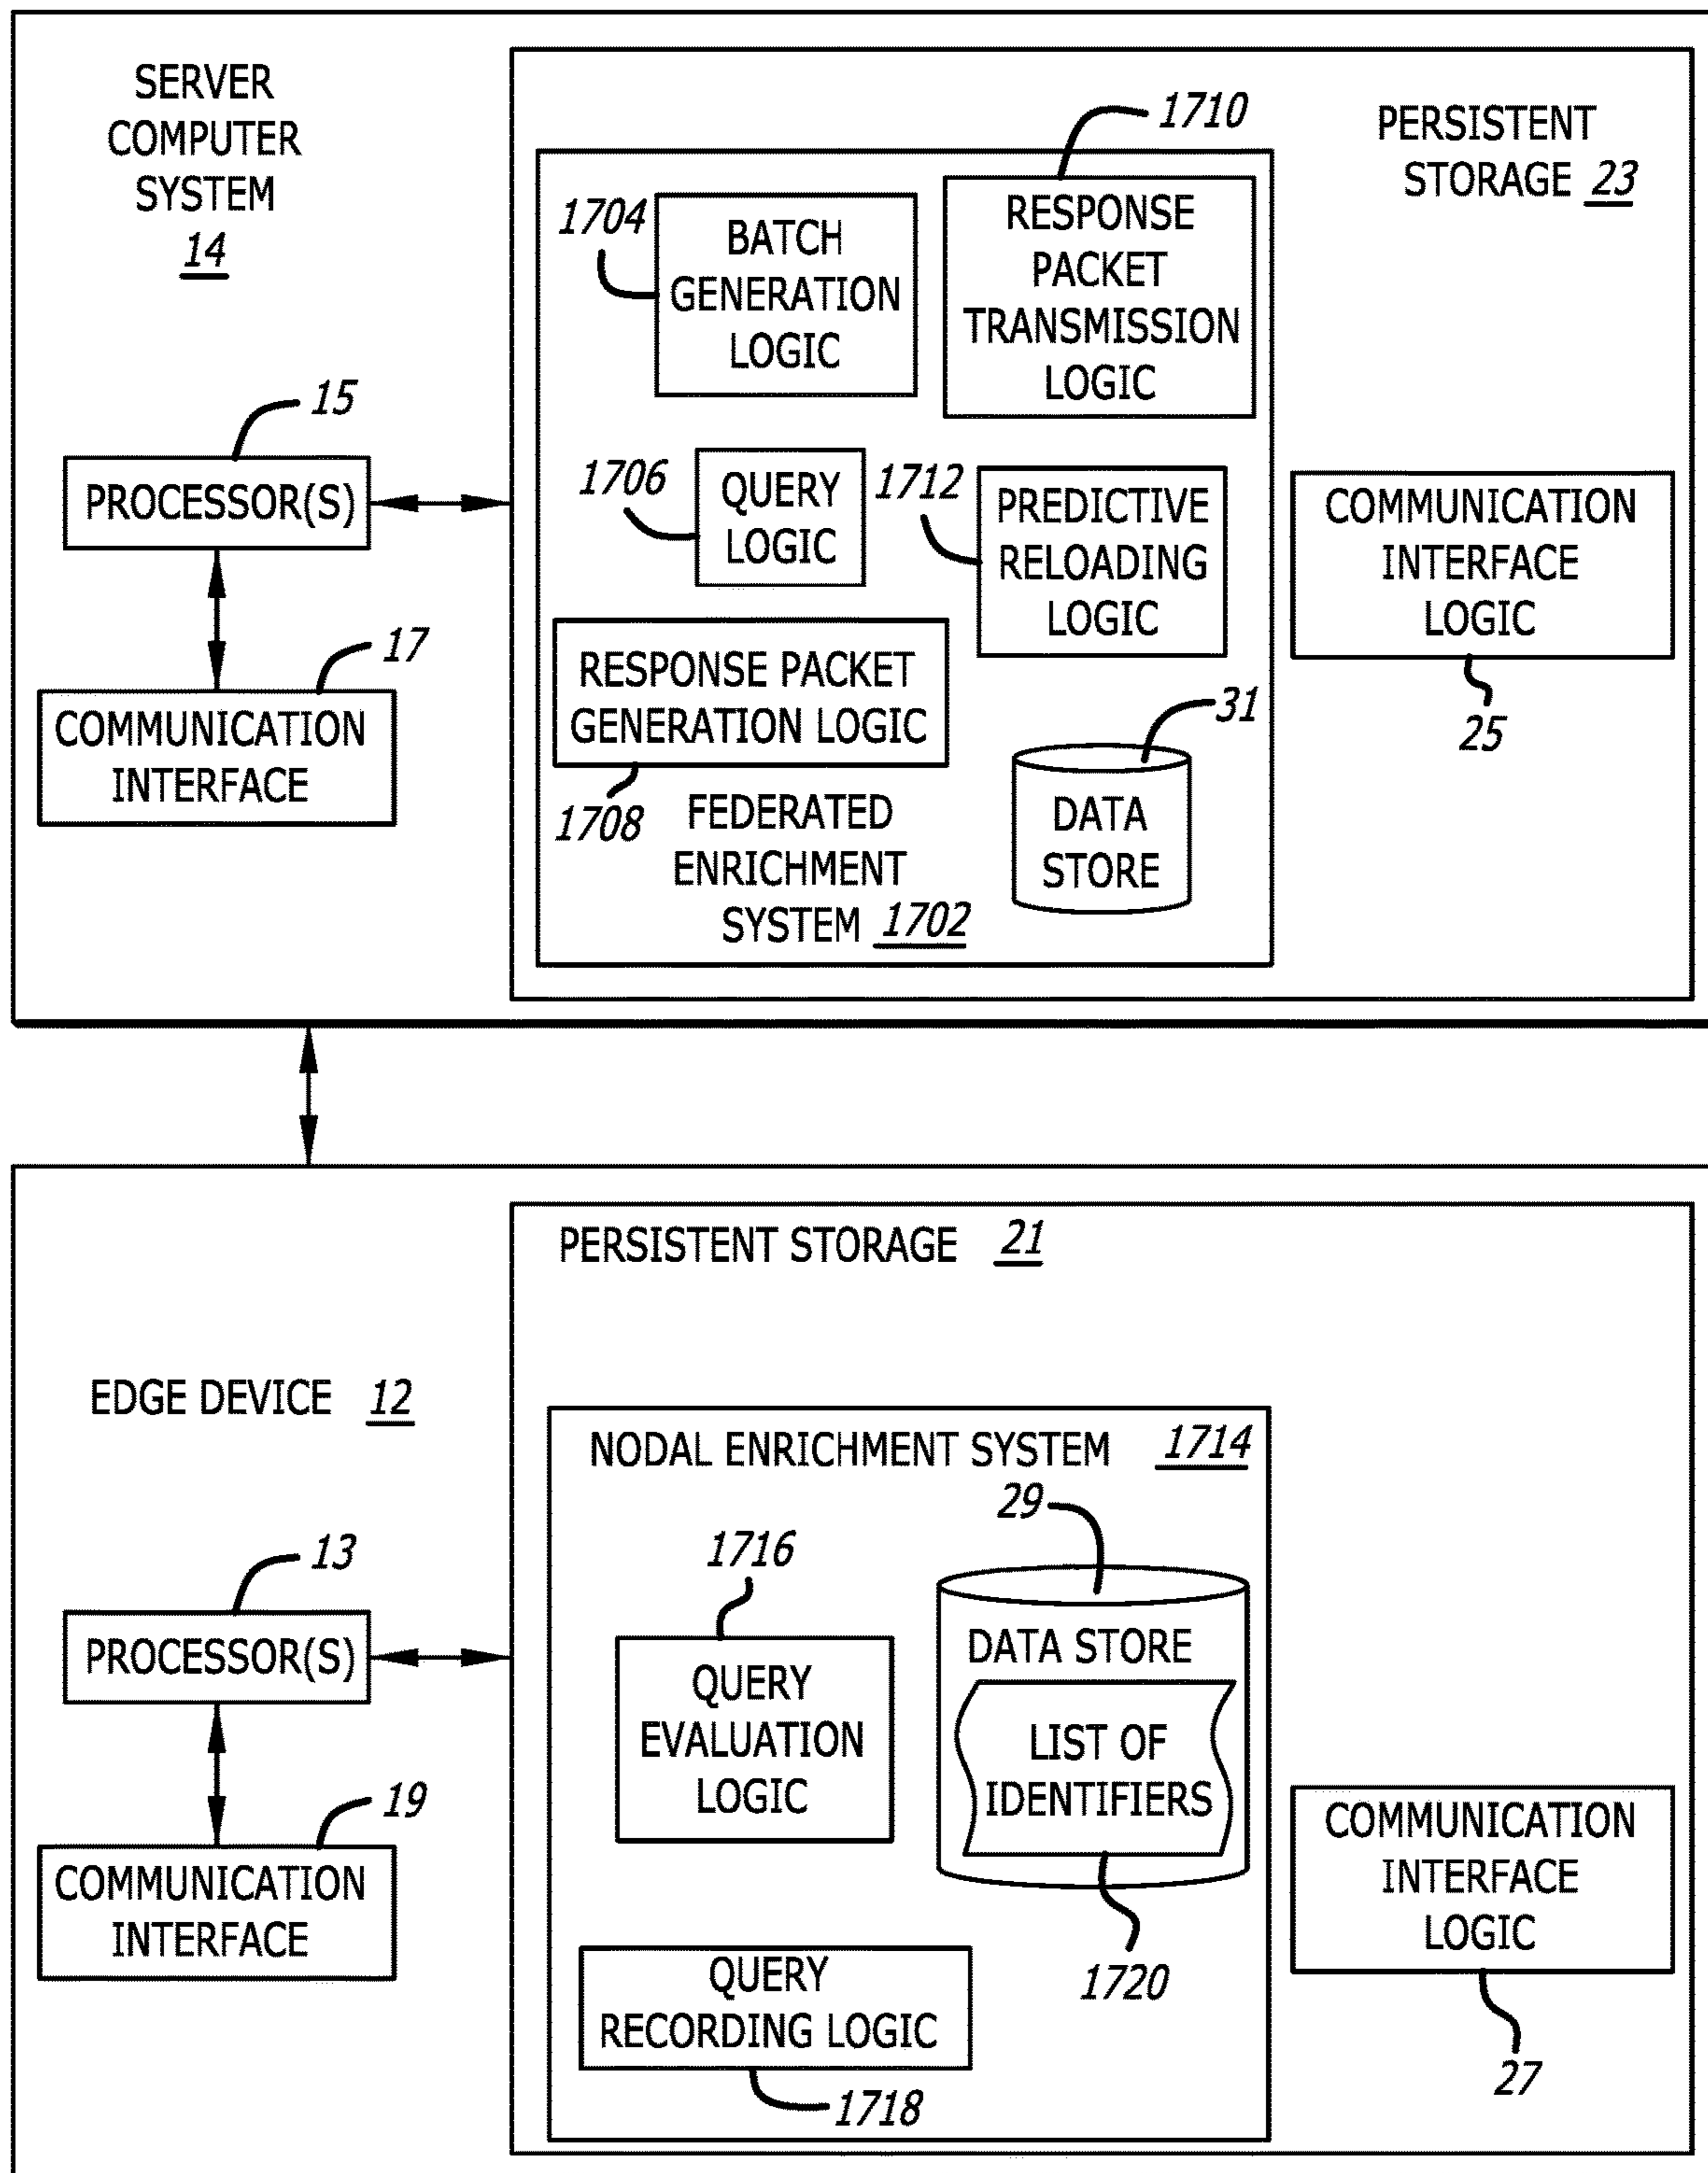 SERVER
COMPUTER
SYSTEM
14
PERSISTENT
STORAGE 23
1710
1704
BATCH
GENERATION
LOGIC
RESPONSE
PACKET
TRANSMISSION
LOGIC
15
PROCESSOR(S)
1706
QUERY
LOGIC
1712
PREDICTIVE
RELOADING
LOGIC
COMMUNICATION
INTERFACE
LOGIC
25
17
COMMUNICATION
INTERFACE
RESPONSE PACKET
GENERATION LOGIC
1708
31
DATA
STORE
FEDERATED
ENRICHMENT
SYSTEM 1702
PERSISTENT STORAGE 21
EDGE DEVICE 12
NODAL ENRICHMENT SYSTEM 1714
29
13
PROCESSOR(S)
1716
QUERY
EVALUATION
LOGIC
DATA STORE
LIST OF
IDENTIFIERS
1720
19
COMMUNICATION
INTERFACE
COMMUNICATION
INTERFACE
LOGIC
27
QUERY
RECORDING LOGIC
1718